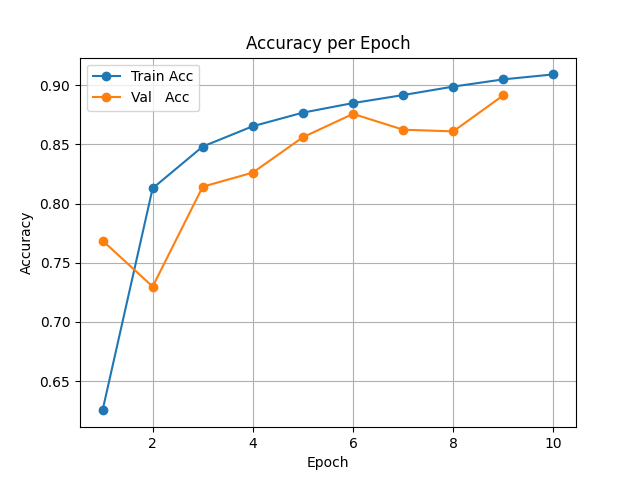 Accuracy per Epoch
Train Acc
Val   Acc
0.90
0.85
0.80
0.75
0.70
0.65
Accuracy
2 4 6 8 10
Epoch